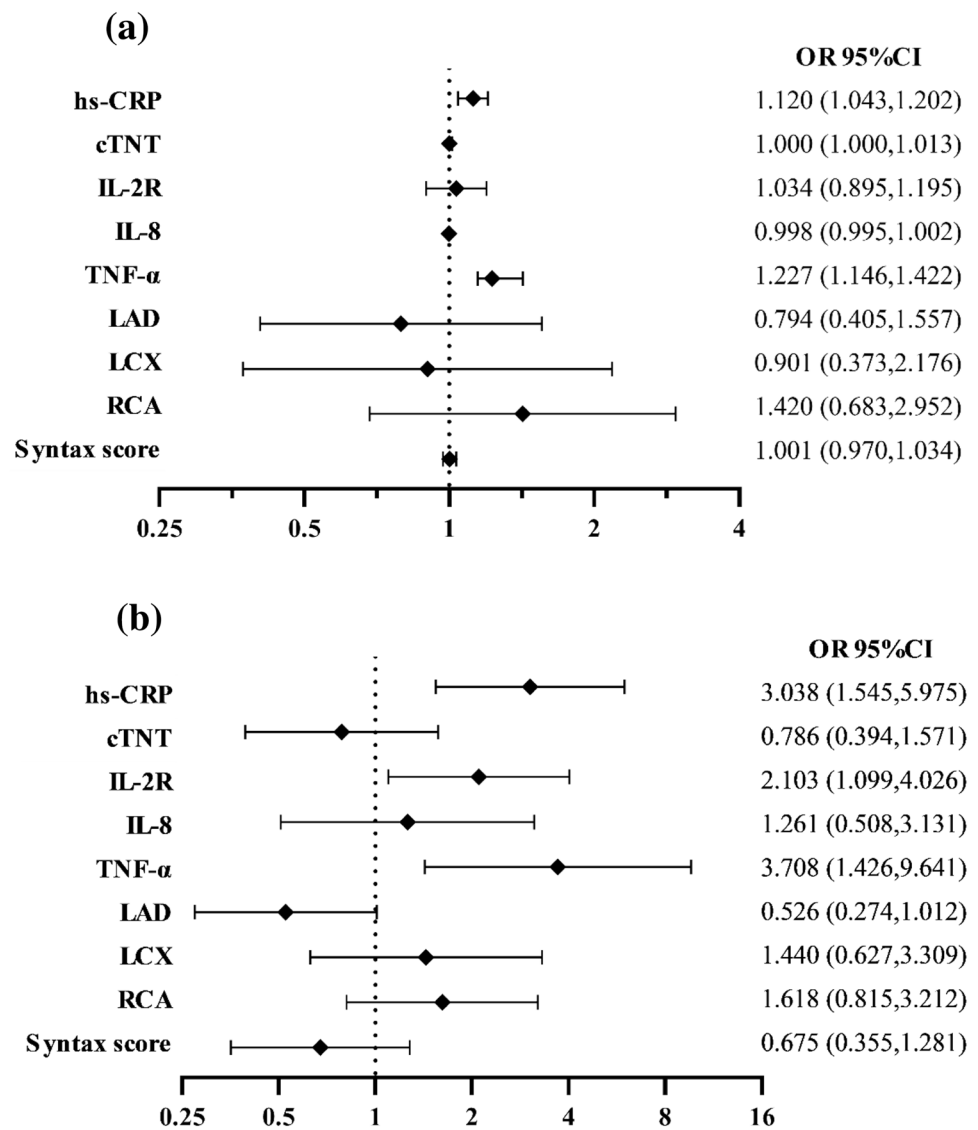 (a)
OR 95%CI
hs-CRP 1.120 (1.043,1.202)
cTNT 1.000 (1.000,1.013)
IL-2R 1.034 (0.895,1.195)
IL-8 0.998 (0.995,1.002)
TNF-α 1.227 (1.146,1.422)
LAD 0.794 (0.405,1.557)
LCX 0.901 (0.373,2.176)
RCA 1.420 (0.683,2.952)
Syntax score 1.001 (0.970,1.034)
0.25 0.5 1 2 4
(b)
OR 95%CI
hs-CRP 3.038 (1.545,5.975)
cTNT 0.786 (0.394,1.571)
IL-2R 2.103 (1.099,4.026)
IL-8 1.261 (0.508,3.131)
TNF-α 3.708 (1.426,9.641)
LAD 0.526 (0.274,1.012)
LCX 1.440 (0.627,3.309)
RCA 1.618 (0.815,3.212)
Syntax score 0.675 (0.355,1.281)
0.25 0.5 1 2 4 8 16